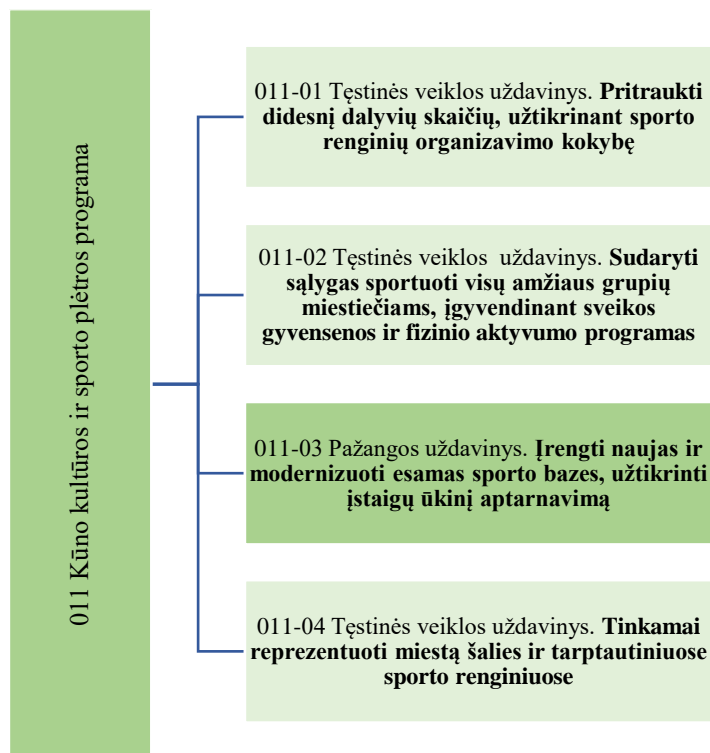 011 Kūno kultūros ir sporto plėtros programa
011-01 Tęstinės veiklos uždavinys. Pritraukti
didesnį dalyvių skaičių, užtikrinant sporto
renginių organizavimo kokybę
011-02 Tęstinės veiklos uždavinys. Sudaryti
sąlygas sportuoti visų amžiaus grupių
miestiečiams, įgyvendinant sveikos
gyvensenos ir fizinio aktyvumo programas
011-03 Pažangos uždavinys. Įrengti naujas ir
modernizuoti esamas sporto bazes, užtikrinti
įstaigų ūkinį aptarnavimą
011-04 Tęstinės veiklos uždavinys. Tinkamai
reprezentuoti miestą šalies ir tarptautiniuose
sporto renginiuose